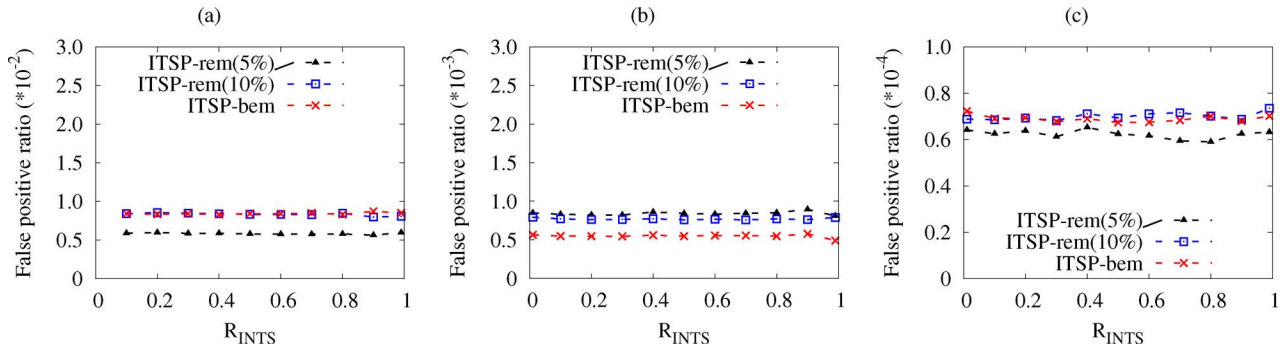 (a)
False positive ratio (*10^-2)
3.0
2.5
2.0
1.5
1.0
0.5
0
ITSP-rem(5%)
ITSP-rem(10%)
ITSP-bem
0 0.2 0.4 0.6 0.8 1
R_INTS
(b)
False positive ratio (*10^-3)
3.0
2.5
2.0
1.5
1.0
0.5
0
ITSP-rem(5%)
ITSP-rem(10%)
ITSP-bem
0 0.2 0.4 0.6 0.8 1
R_INTS
(c)
False positive ratio (*10^-4)
1.0
0.8
0.6
0.4
0.2
0.0
ITSP-rem(5%)
ITSP-rem(10%)
ITSP-bem
0 0.2 0.4 0.6 0.8 1
R_INTS